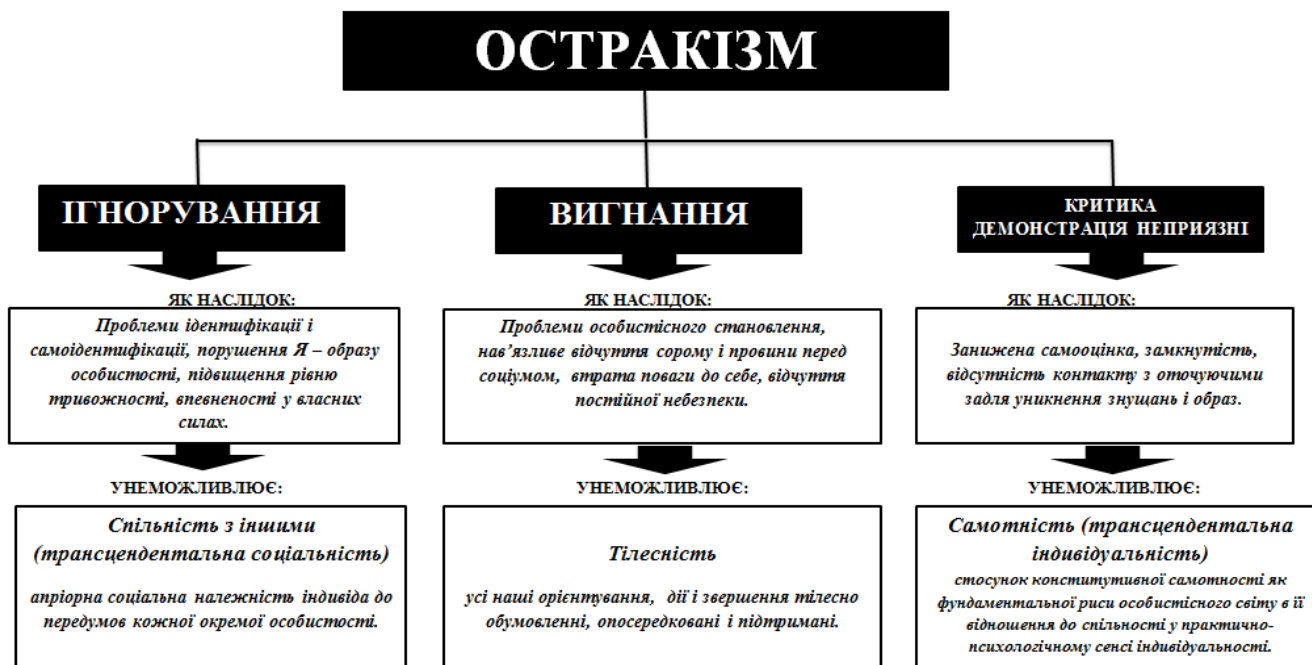 ОСТРАКІЗМ
ІГНОРУВАННЯ
ЯК НАСЛІДОК:
Проблеми ідентифікації і
самоідентифікації, порушення Я – образу
особистості, підвищення рівню
тривожності, впевненості у власних
силах.
УНЕМОЖЛИВЛЮЄ:
Спільність з іншими
(трансцендентальна соціальність)
апріорна соціальна належність індивіда до
передумов кожної окремої особистості.
ВИГНАННЯ
ЯК НАСЛІДОК:
Проблеми особистісного становлення,
нав’язливе відчуття сорому і провини перед
соціумом, втрата поваги до себе, відчуття
постійної небезпеки.
УНЕМОЖЛИВЛЮЄ:
Тілесність
усі наші орієнтування, дії і звершення тілесно
обумовленні, опосередковані і підтримані.
КРИТИКА
ДЕМОНСТРАЦІЯ НЕПРИЯЗНІ
ЯК НАСЛІДОК:
Занижена самооцінка, замкнутість,
відсутність контакту з оточуючими
задля уникнення знущань і образ.
УНЕМОЖЛИВЛЮЄ:
Самотність (трансцендентальна
індивідуальність)
стосунок конститутивної самотності як
фундаментальної риси особистісного світу в її
відношення до спільності у практично-
психологічному сенсі індивідуальності.